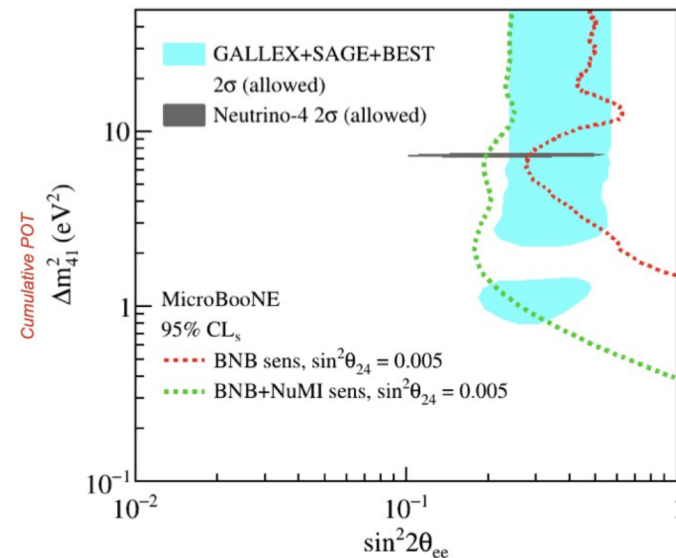 GALLEX+SAGE+BEST
2σ (allowed)
Neutrino-4 2σ (allowed)
10
Cumulative POT
Δm²₄₁ (eV²)
1
MicroBooNE
95% CLₛ
BNB sens, sin²θ₂₄ = 0.005
BNB+NuMI sens, sin²θ₂₄ = 0.005
10⁻¹
10⁻² 10⁻¹ 1
sin²2θₑₑ